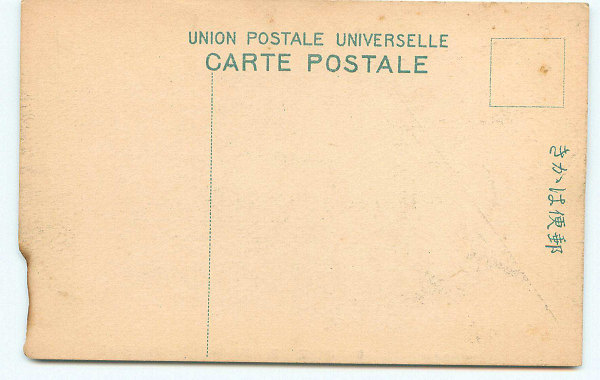 UNION POSTALE UNIVERSELLE
CARTE POSTALE
きかは便郵